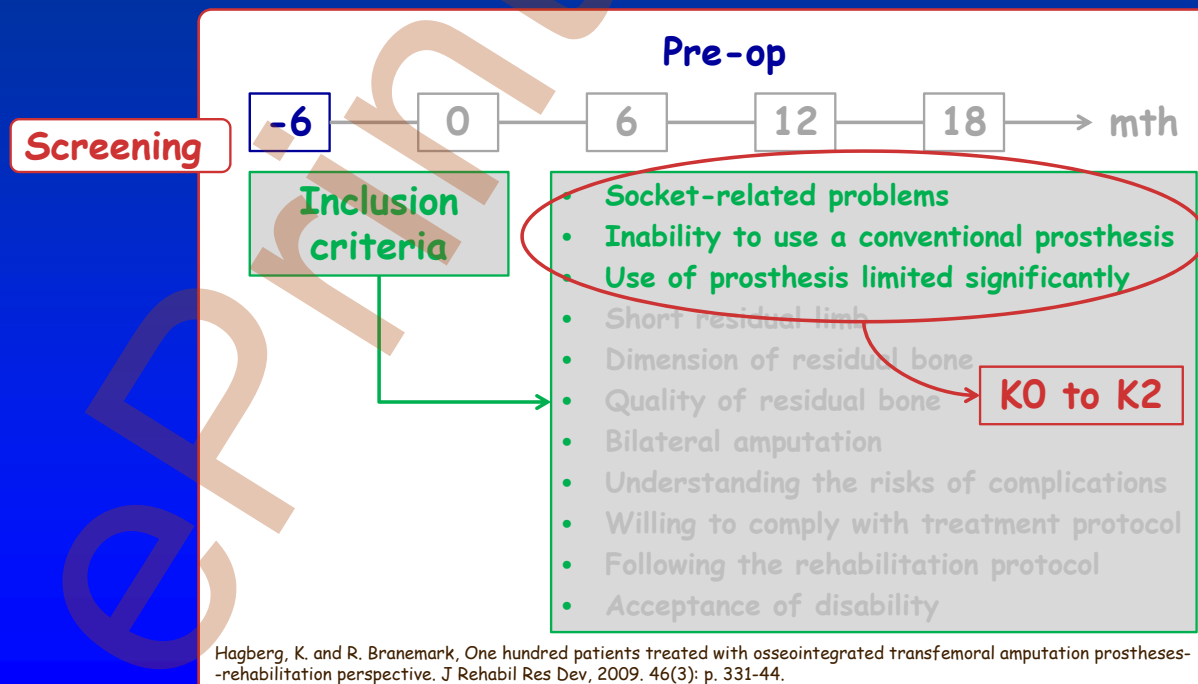 Pre-op
-6 0 6 12 18 mth
Screening
Inclusion
criteria
• Socket-related problems
• Inability to use a conventional prosthesis
• Use of prosthesis limited significantly
• Short residual limb
• Dimension of residual bone
• Quality of residual bone
K0 to K2
• Bilateral amputation
• Understanding the risks of complications
• Willing to comply with treatment protocol
• Following the rehabilitation protocol
• Acceptance of disability
Hagberg, K. and R. Branemark, One hundred patients treated with osseointegrated transfemoral amputation prostheses-
-rehabilitation perspective. J Rehabil Res Dev, 2009. 46(3): p. 331-44.
ePrin